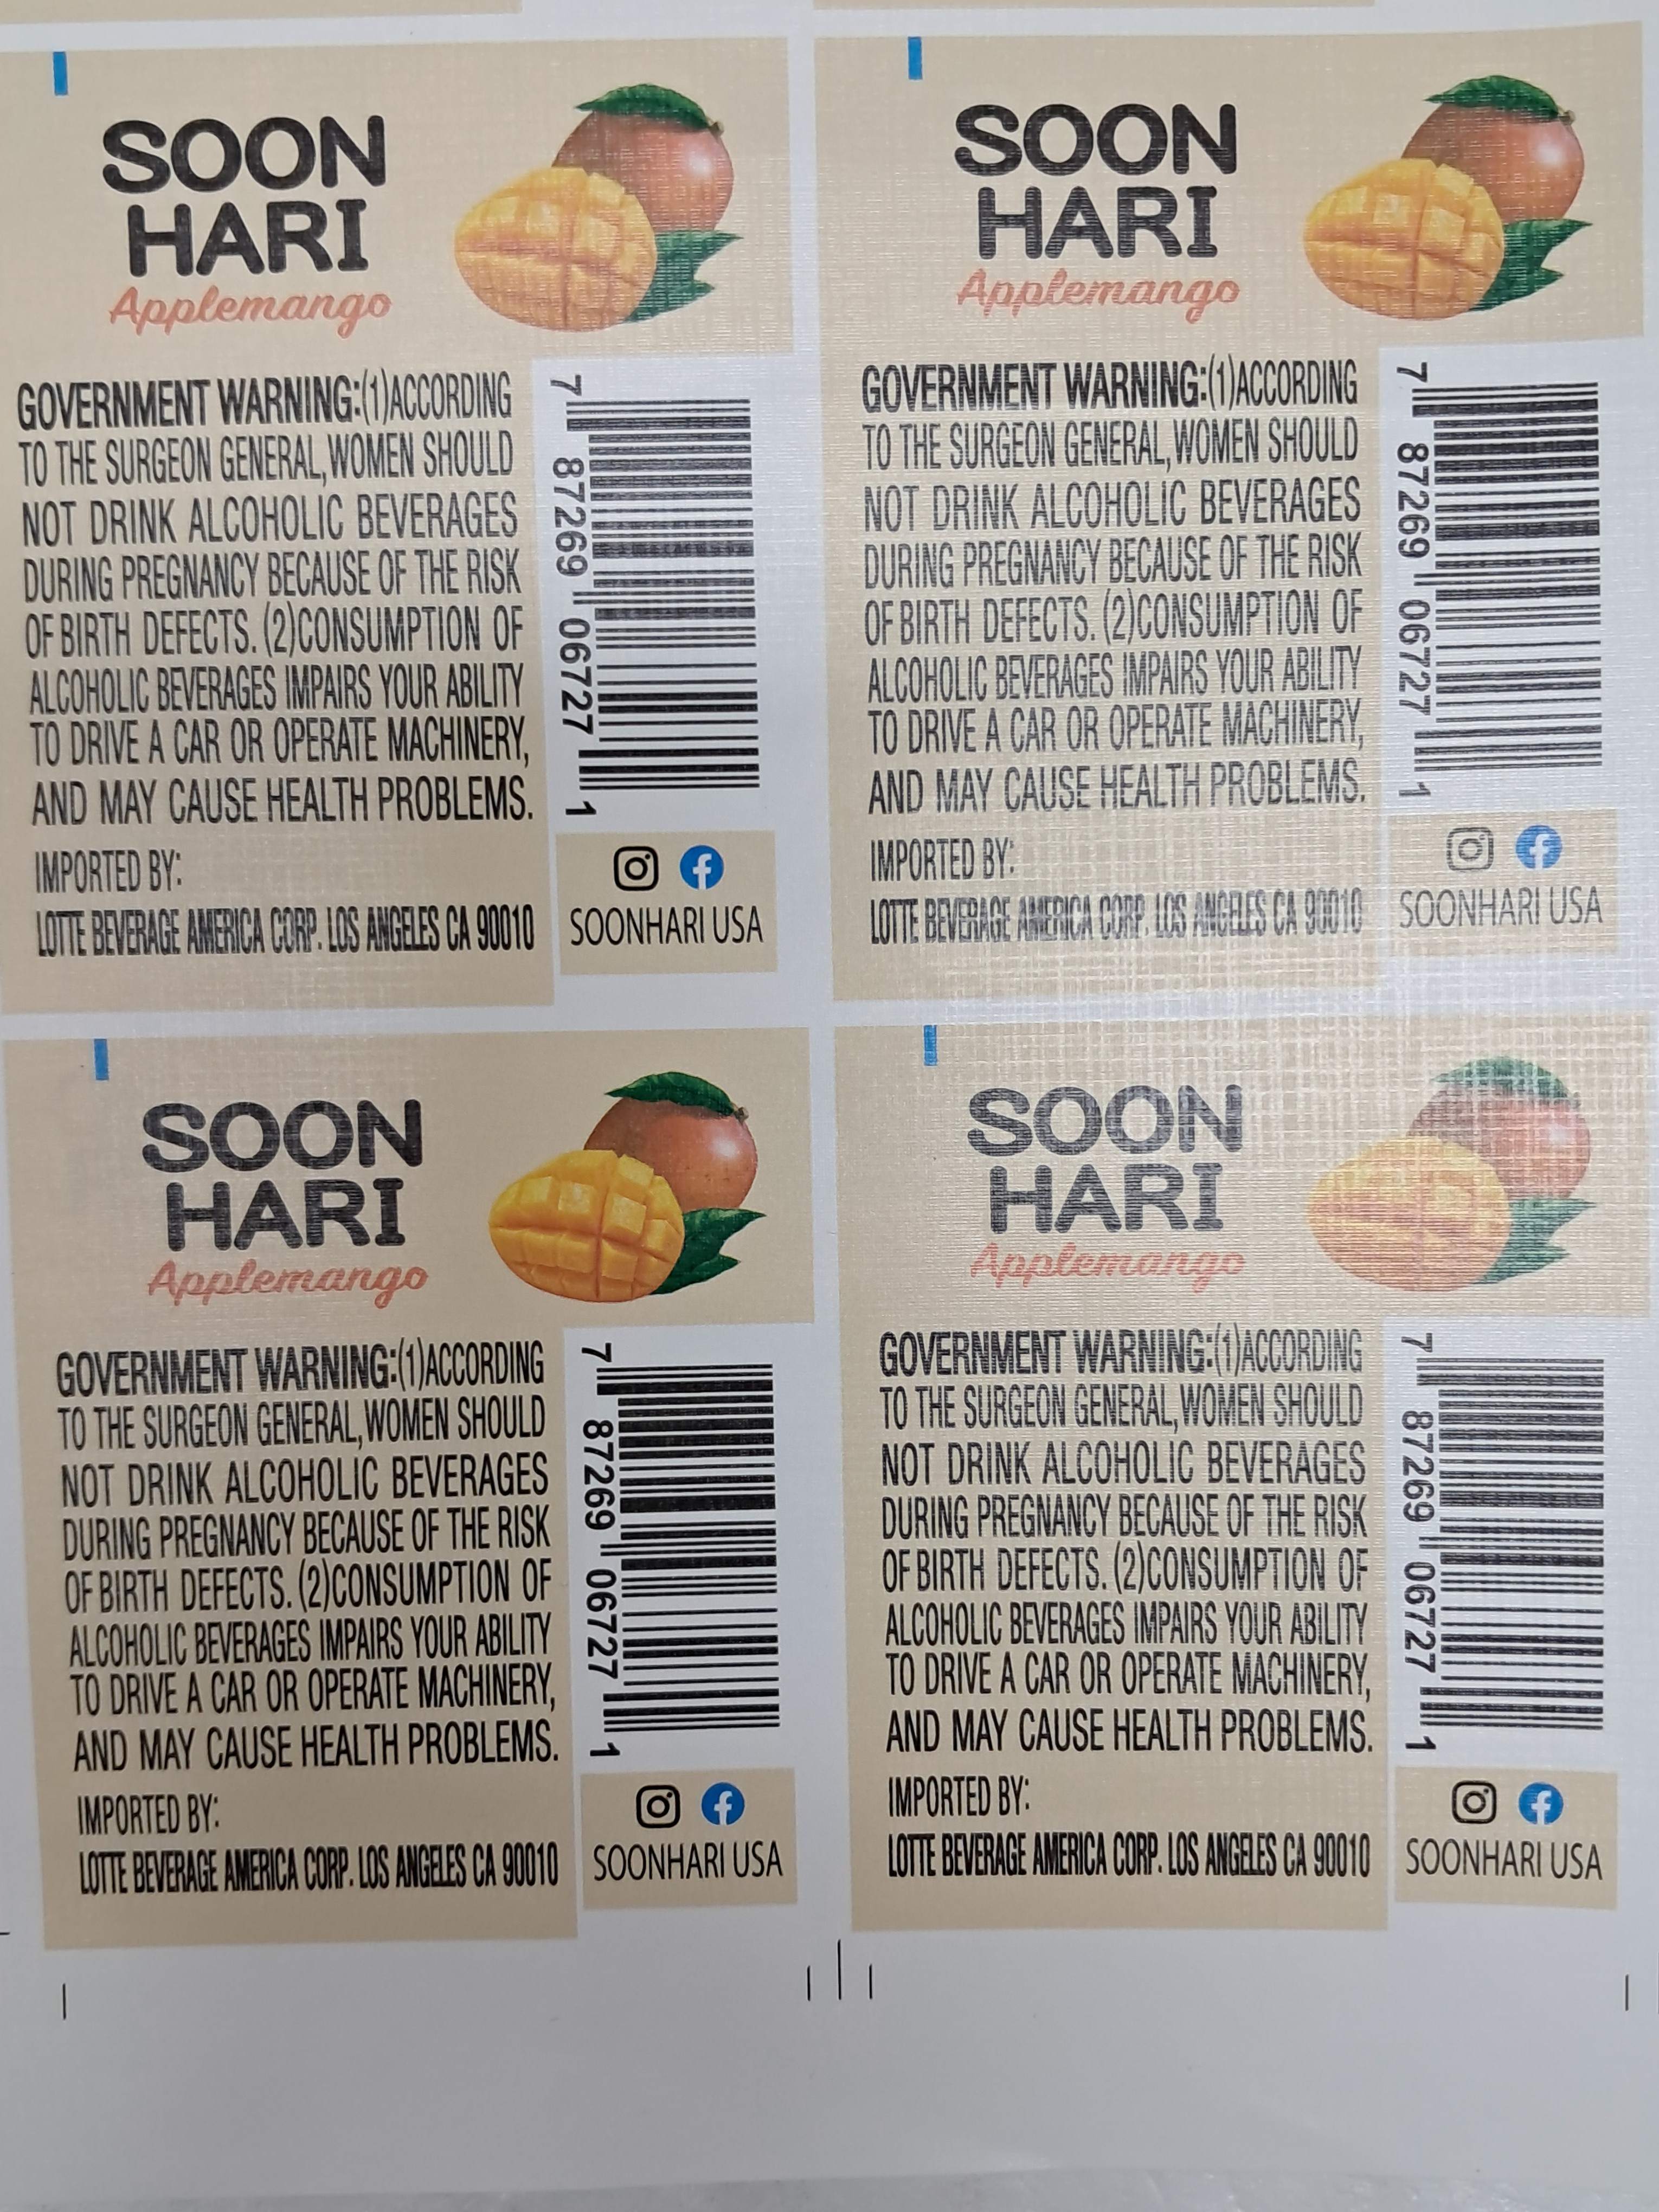 SOON
HARI
Applemango
GOVERNMENT WARNING:(1)ACCORDING
TO THE SURGEON GENERAL,WOMEN SHOULD
NOT DRINK ALCOHOLIC BEVERAGES
DURING PREGNANCY BECAUSE OF THE RISK
OF BIRTH DEFECTS. (2)CONSUMPTION OF
ALCOHOLIC BEVERAGES IMPAIRS YOUR ABILITY
TO DRIVE A CAR OR OPERATE MACHINERY,
AND MAY CAUSE HEALTH PROBLEMS.
IMPORTED BY:
LOTTE BEVERAGE AMERICA CORP. LOS ANGELES CA 90010
7 87269 06727 1
SOONHARI USA
SOON
HARI
Applemango
GOVERNMENT WARNING:(1)ACCORDING
TO THE SURGEON GENERAL,WOMEN SHOULD
NOT DRINK ALCOHOLIC BEVERAGES
DURING PREGNANCY BECAUSE OF THE RISK
OF BIRTH DEFECTS. (2)CONSUMPTION OF
ALCOHOLIC BEVERAGES IMPAIRS YOUR ABILITY
TO DRIVE A CAR OR OPERATE MACHINERY,
AND MAY CAUSE HEALTH PROBLEMS.
IMPORTED BY:
LOTTE BEVERAGE AMERICA CORP. LOS ANGELES CA 90010
7 87269 06727 1
SOONHARI USA
SOON
HARI
Applemango
GOVERNMENT WARNING:(1)ACCORDING
TO THE SURGEON GENERAL,WOMEN SHOULD
NOT DRINK ALCOHOLIC BEVERAGES
DURING PREGNANCY BECAUSE OF THE RISK
OF BIRTH DEFECTS. (2)CONSUMPTION OF
ALCOHOLIC BEVERAGES IMPAIRS YOUR ABILITY
TO DRIVE A CAR OR OPERATE MACHINERY,
AND MAY CAUSE HEALTH PROBLEMS.
IMPORTED BY:
LOTTE BEVERAGE AMERICA CORP. LOS ANGELES CA 90010
7 87269 06727 1
SOONHARI USA
SOON
HARI
Applemango
GOVERNMENT WARNING:(1)ACCORDING
TO THE SURGEON GENERAL,WOMEN SHOULD
NOT DRINK ALCOHOLIC BEVERAGES
DURING PREGNANCY BECAUSE OF THE RISK
OF BIRTH DEFECTS. (2)CONSUMPTION OF
ALCOHOLIC BEVERAGES IMPAIRS YOUR ABILITY
TO DRIVE A CAR OR OPERATE MACHINERY,
AND MAY CAUSE HEALTH PROBLEMS.
IMPORTED BY:
LOTTE BEVERAGE AMERICA CORP. LOS ANGELES CA 90010
7 87269 06727 1
SOONHARI USA